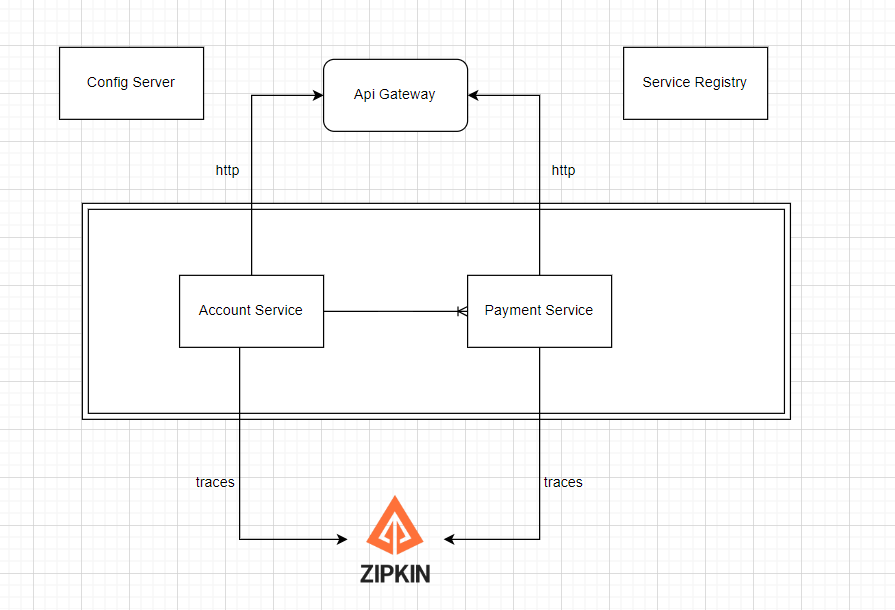 Config Server
Api Gateway
Service Registry
http
http
Account Service
Payment Service
traces
traces
ZIPKIN